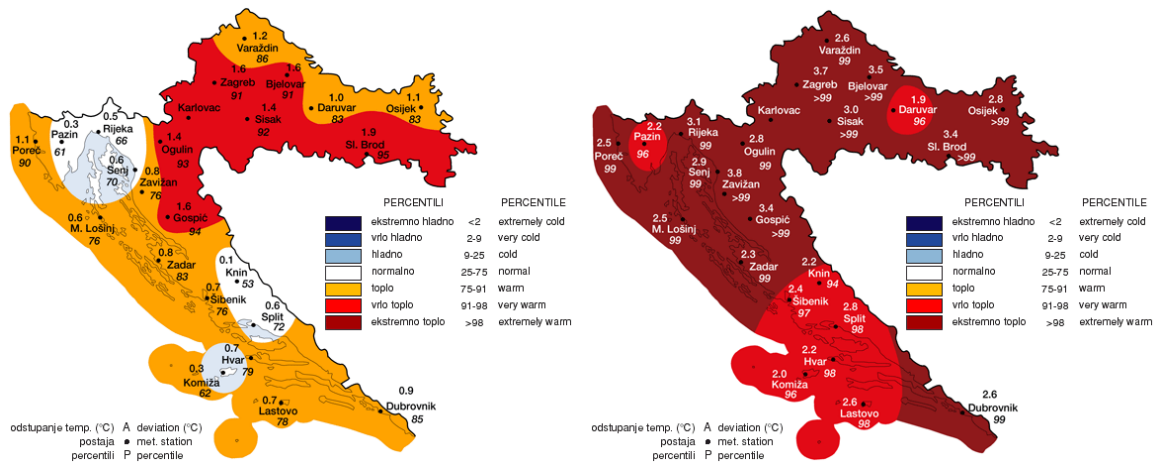 1.2
Varaždin
86
1.6
Zagreb
91
1.6
Bjelovar
91
Karlovac
1.4
Sisak
92
1.0
Daruvar
83
1.1
Osijek
83
1.9
Sl. Brod
95
1.4
Ogulin
93
0.5
Rijeka
66
0.3
Pazin
61
1.1
Poreč
90
0.6
Senj
70
0.8
Zavižan
76
1.6
Gospić
94
0.6
M. Lošinj
76
0.8
Zadar
83
0.1
Knin
53
0.7
Šibenik
76
0.6
Split
72
0.7
Hvar
79
0.3
Komiža
62
0.7
Lastovo
78
0.9
Dubrovnik
85
PERCENTILI PERCENTILE
ekstremno hladno <2 extremely cold
vrlo hladno 2-9 very cold
hladno 9-25 cold
normalno 25-75 normal
toplo 75-91 warm
vrlo toplo 91-98 very warm
ekstremno toplo >98 extremely warm
odstupanje temp. (°C) A deviation (°C)
postaja met. station
percentili P percentile
2.6
Varaždin
99
3.7
Zagreb
>99
3.5
Bjelovar
>99
Karlovac
3.0
Sisak
>99
1.9
Daruvar
96
2.8
Osijek
>99
3.4
Sl. Brod
>99
2.8
Ogulin
99
3.1
Rijeka
99
2.2
Pazin
96
2.5
Poreč
99
2.9
Senj
99
3.8
Zavižan
>99
3.4
Gospić
>99
2.5
M. Lošinj
99
2.3
Zadar
99
2.2
Knin
94
2.4
Šibenik
97
2.8
Split
98
2.2
Hvar
98
2.0
Komiža
96
2.6
Lastovo
98
2.6
Dubrovnik
99
PERCENTILI PERCENTILE
ekstremno hladno <2 extremely cold
vrlo hladno 2-9 very cold
hladno 9-25 cold
normalno 25-75 normal
toplo 75-91 warm
vrlo toplo 91-98 very warm
ekstremno toplo >98 extremely warm
odstupanje temp. (°C) A deviation (°C)
postaja met. station
percentili P percentile